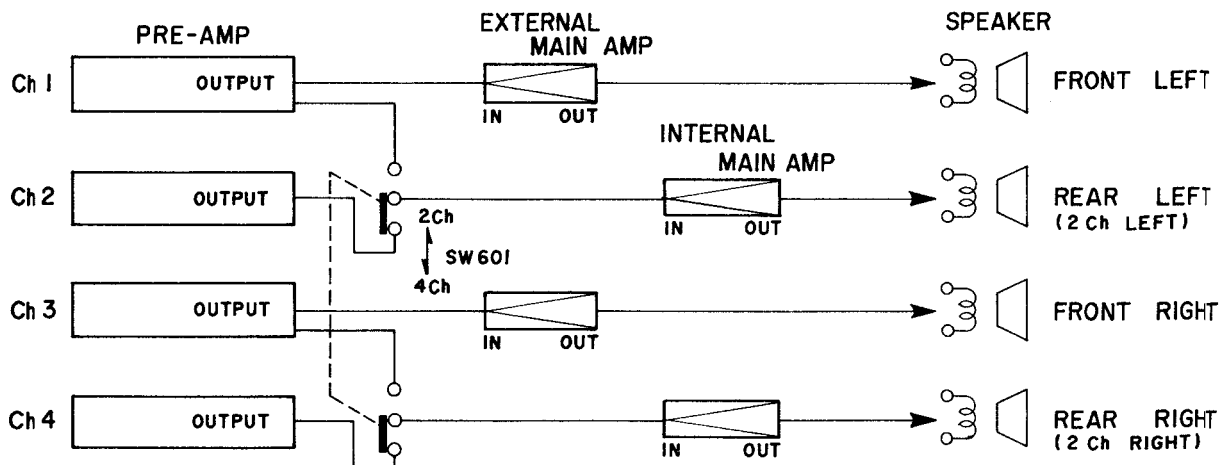 PRE-AMP
EXTERNAL
MAIN AMP
SPEAKER
Ch 1
OUTPUT
IN
OUT
FRONT LEFT
INTERNAL
MAIN AMP
Ch 2
OUTPUT
2Ch
SW601
4Ch
IN
OUT
REAR LEFT
(2 Ch LEFT)
Ch 3
OUTPUT
IN
OUT
FRONT RIGHT
Ch 4
OUTPUT
IN
OUT
REAR RIGHT
(2 Ch RIGHT)